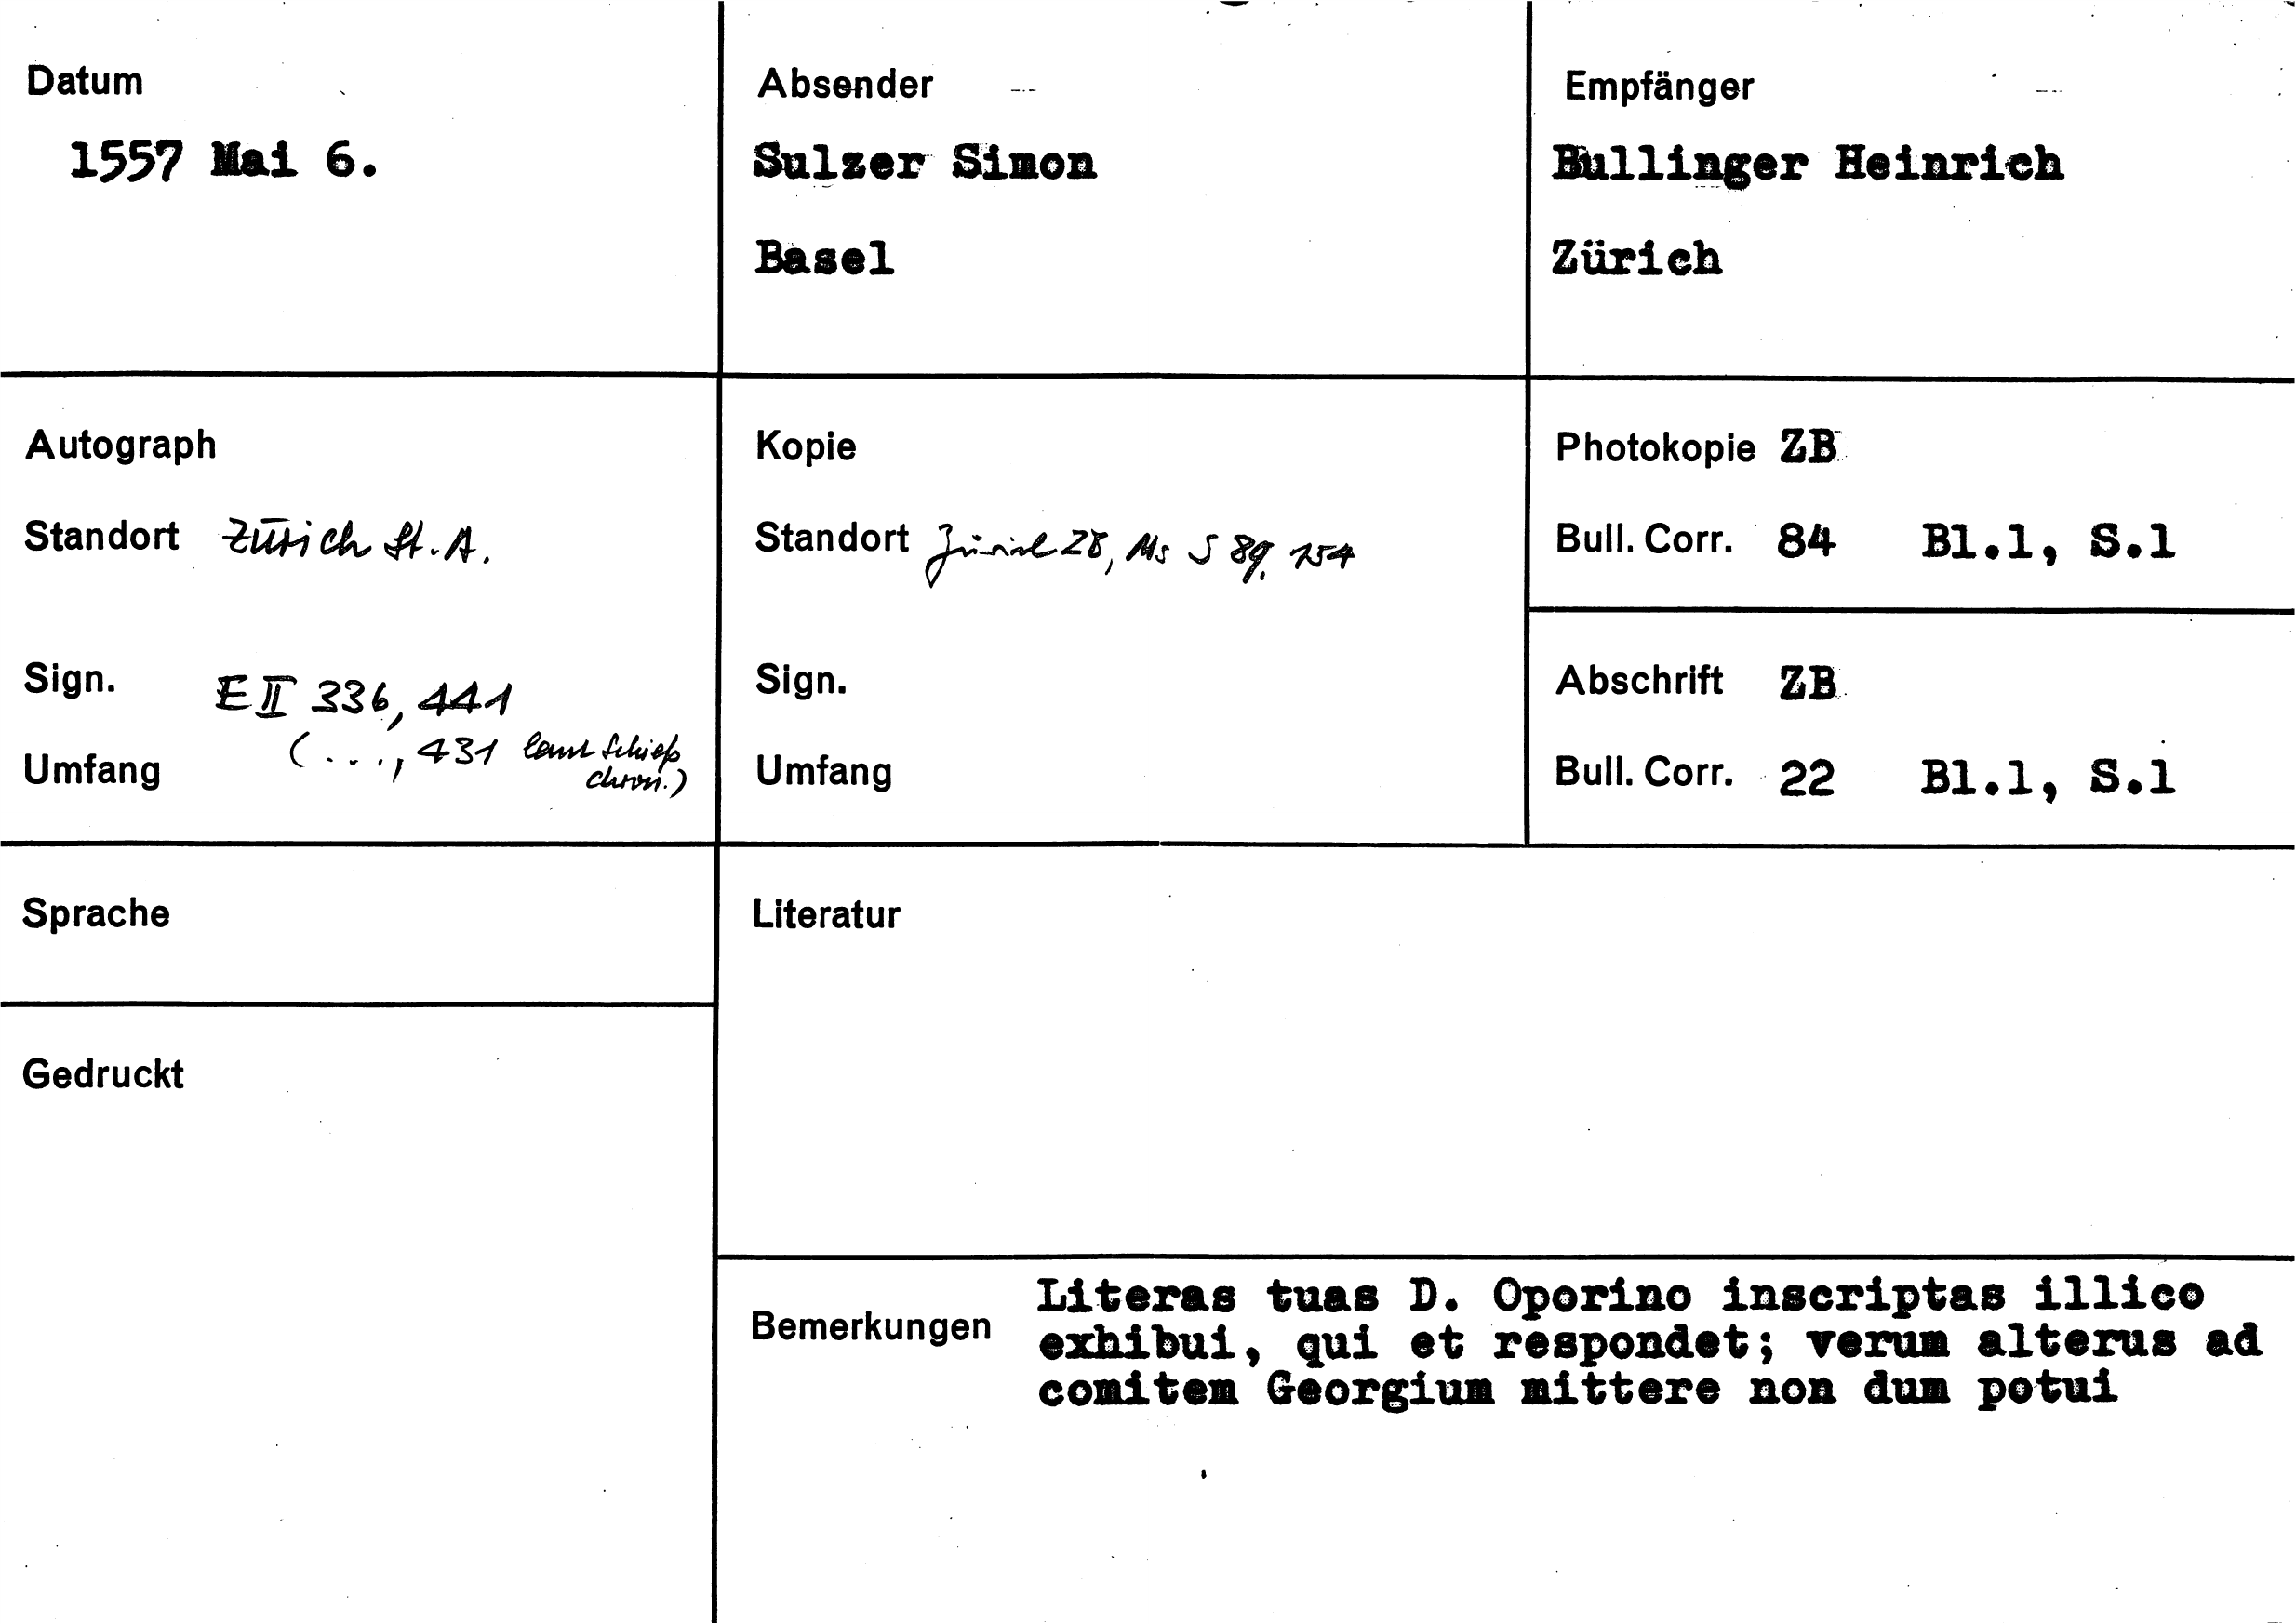 Datum
1557 Mai 6.
Absender
Sulzer Simon
Basel
Empfänger
Bullinger Heinrich
Zürich
Autograph
Standort Zürich St.A.
Sign. E II 336, 441
(..., 431 laut Schieß
chron.)
Umfang
Kopie
Standort Zürich ZB, Ms S 89, 154
Sign.
Umfang
Photokopie ZB
Bull. Corr. 84 Bl.1, S.1
Abschrift ZB
Bull. Corr. 22 Bl.1, S.1
Sprache
Gedruckt
Literatur
Bemerkungen
Literas tuas D. Oporino inscriptas illico
exhibui, qui et respondet; verum alterus ad
comitem Georgium mittere non dum potui